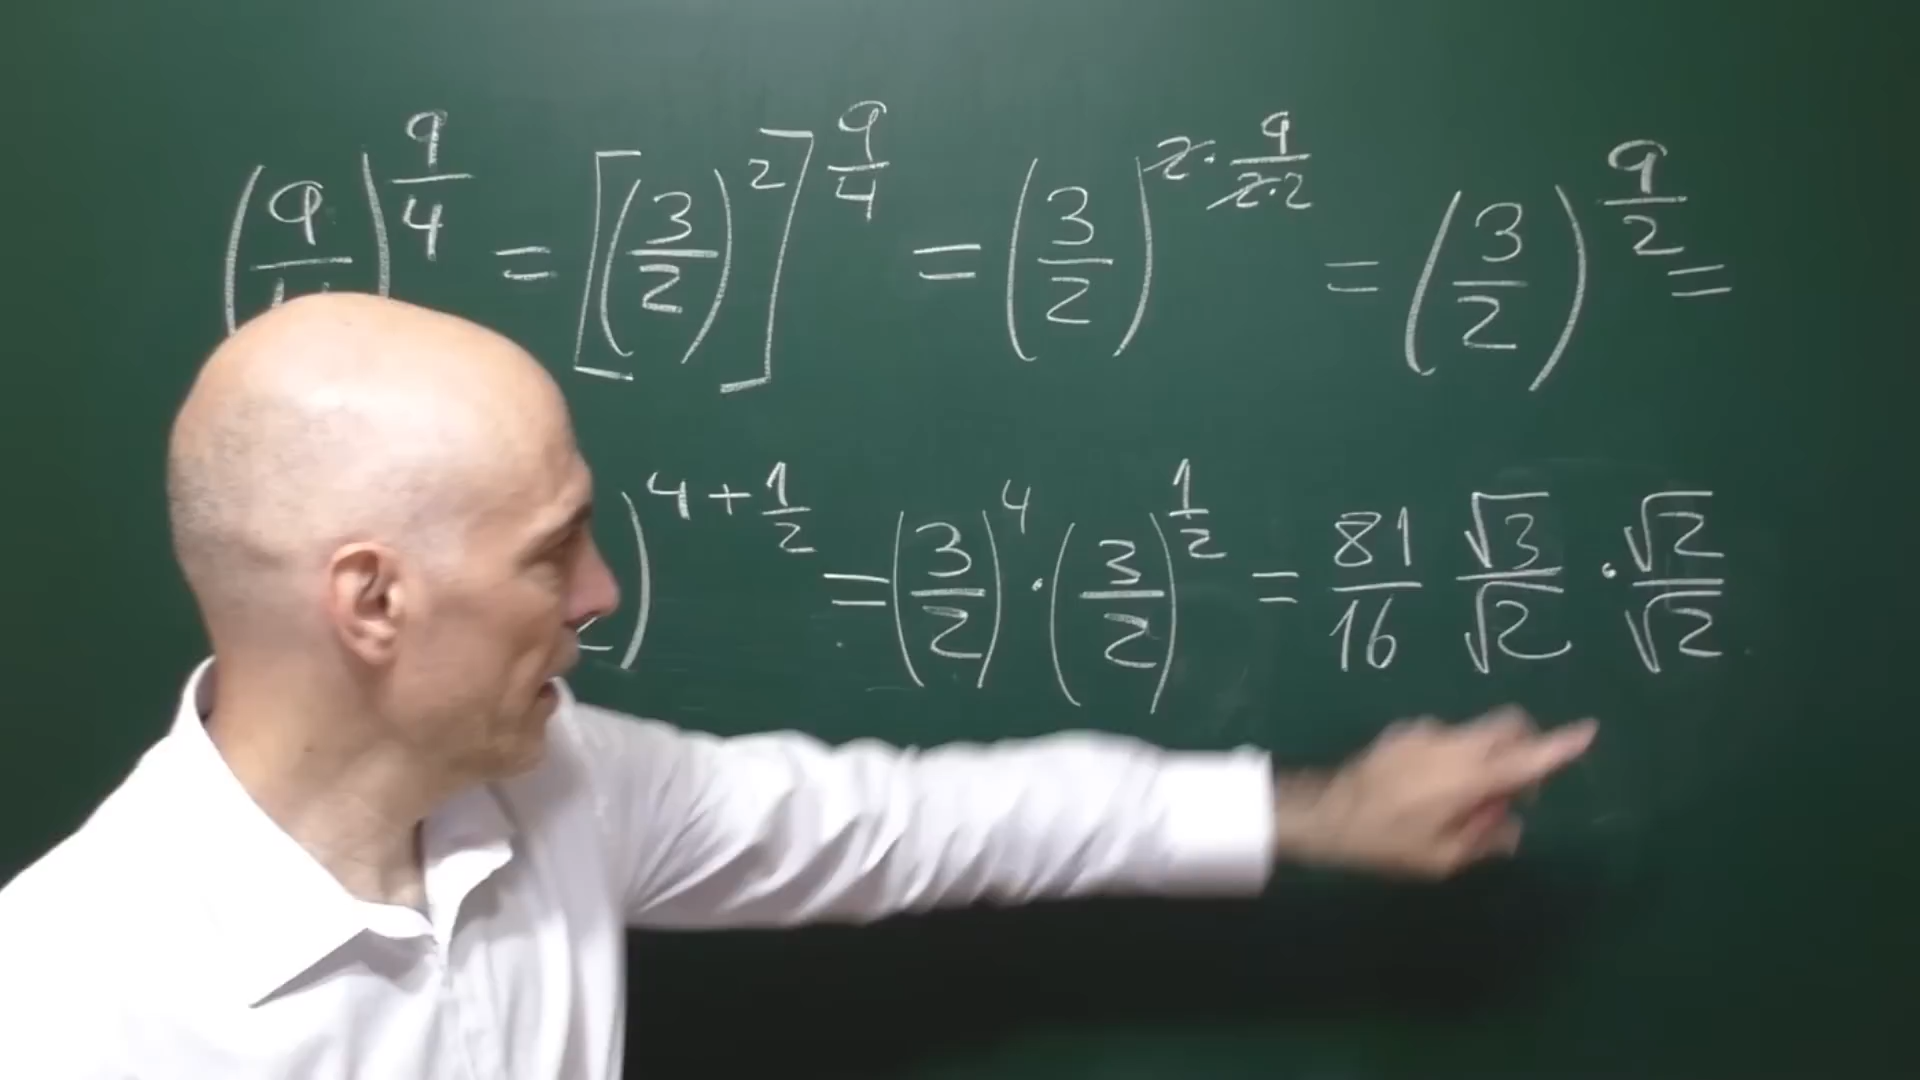 (9/4)^(9/4) = [(3/2)^2]^(9/4) = (3/2)^(2·9/(2·2)) = (3/2)^(9/2) =
2)^(4+1/2) = (3/2)^4 · (3/2)^(1/2) = 81/16 √3/√2 · √2/√2